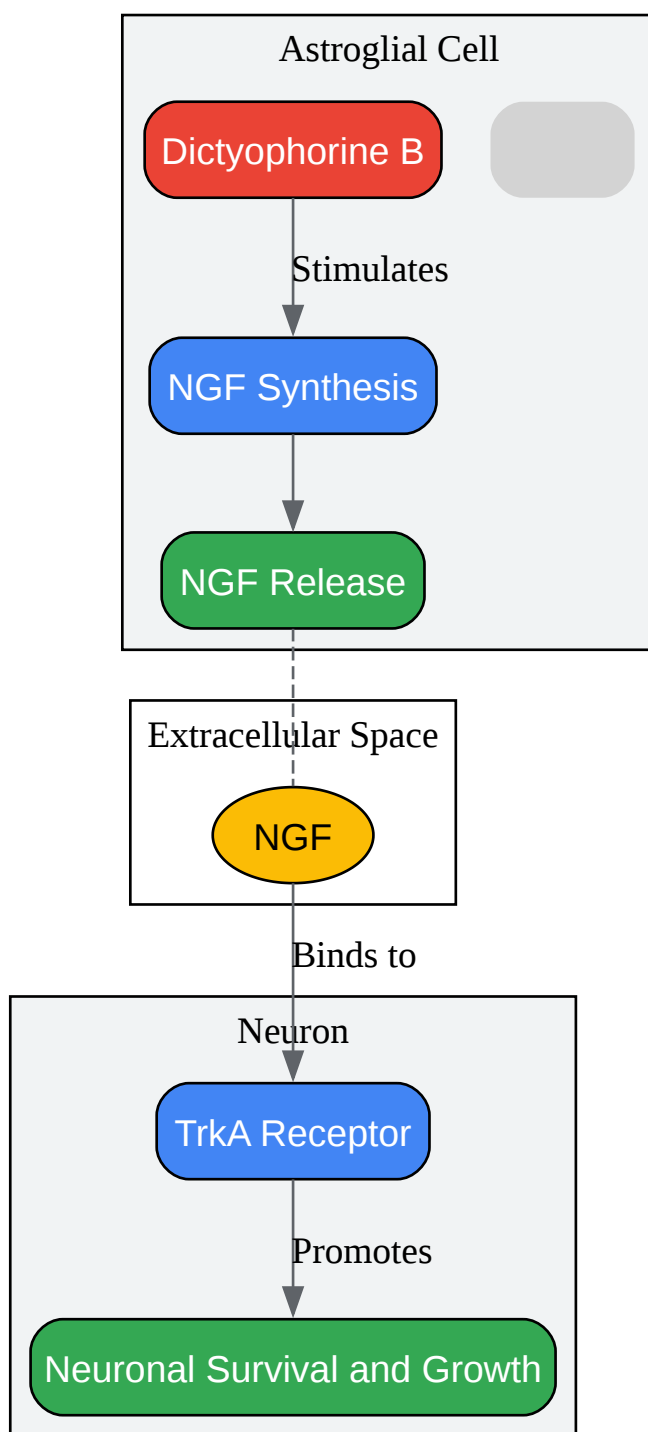 Astroglial Cell
Dictyophorine B
Stimulates
NGF Synthesis
NGF Release
Extracellular Space
NGF
Binds to
Neuron
TrkA Receptor
Promotes
Neuronal Survival and Growth